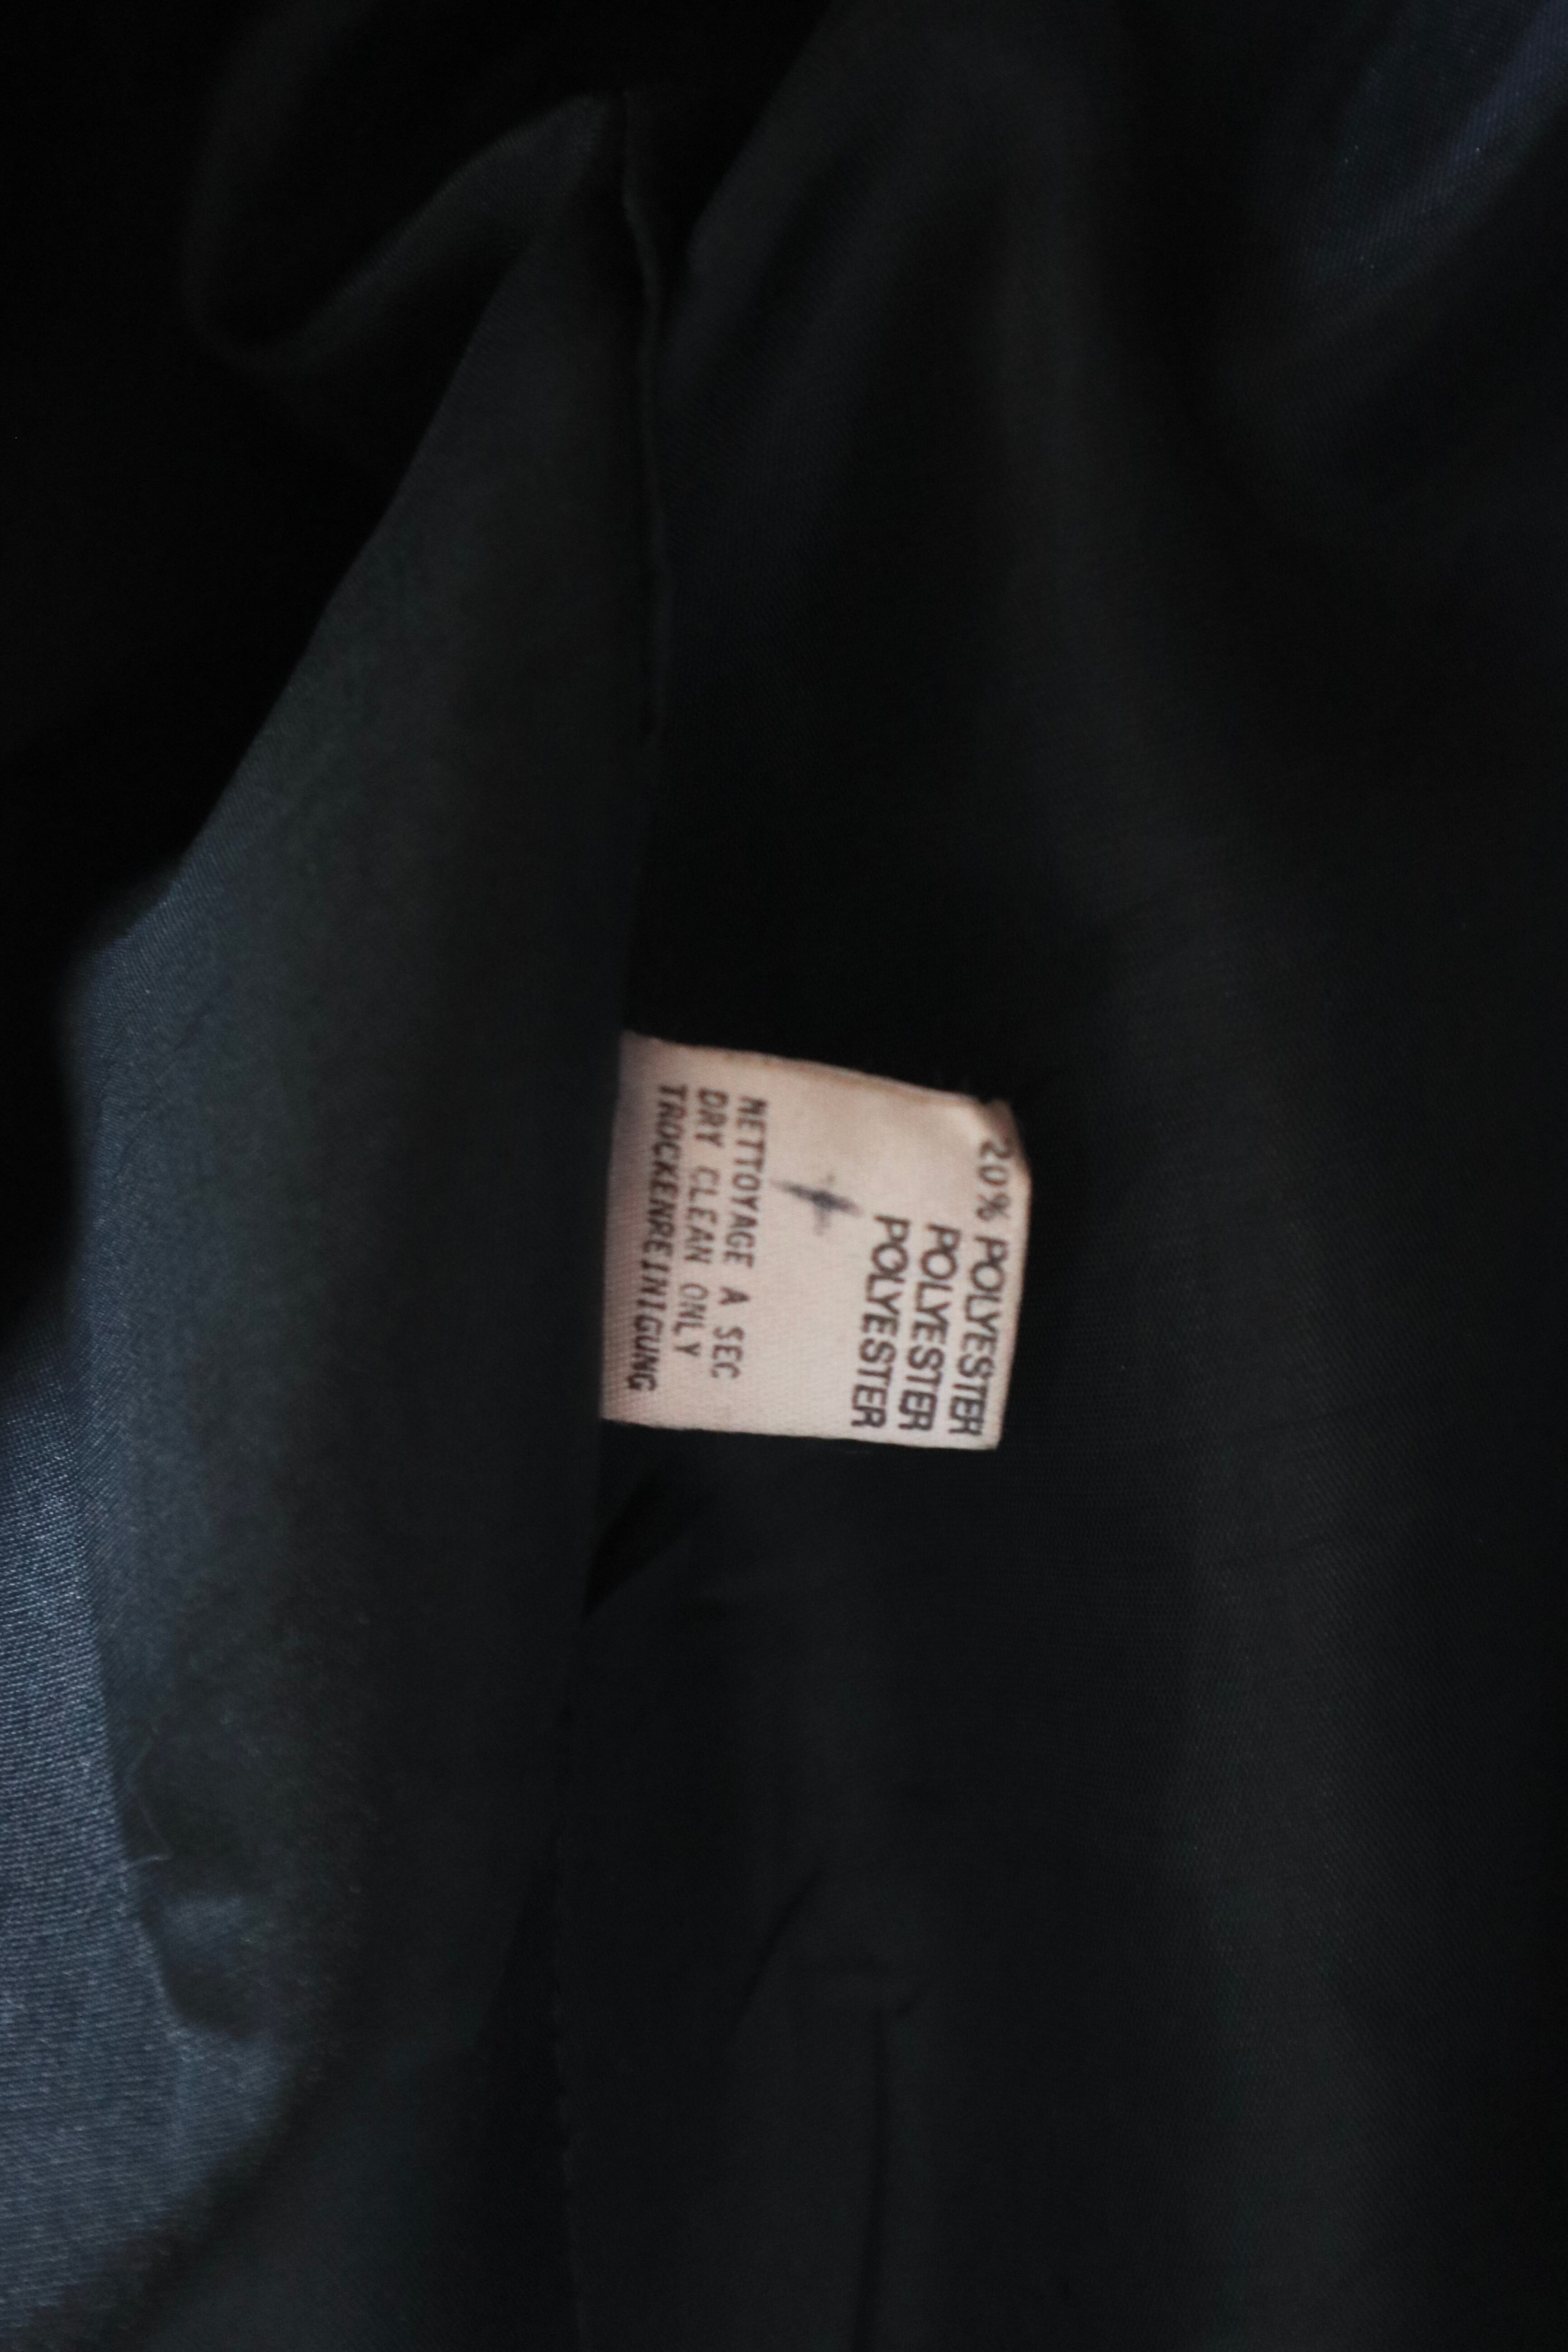 20% POLYESTER
POLYESTER
POLYESTER
NETTOYAGE A SEC
DRY CLEAN ONLY
TROCKENREINIGUNG